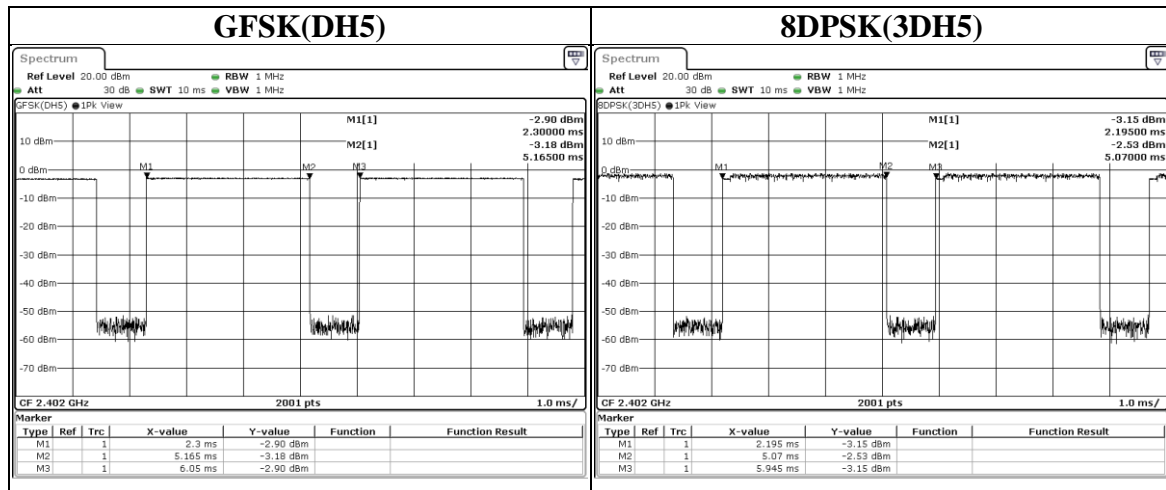 GFSK(DH5)
Spectrum
Ref Level 20.00 dBm RBW 1 MHz
Att 30 dB SWT 10 ms VBW 1 MHz
GFSK(DH5) 1Pk View
M1[1] -2.90 dBm
2.30000 ms
M2[1] -3.18 dBm
5.16500 ms
10 dBm
0 dBm
-10 dBm
-20 dBm
-30 dBm
-40 dBm
-50 dBm
-60 dBm
-70 dBm
M1 M2 M3
CF 2.402 GHz 2001 pts 1.0 ms/
Marker
Type Ref Trc X-value Y-value Function Function Result
M1 1 2.3 ms -2.90 dBm
M2 1 5.165 ms -3.18 dBm
M3 1 6.05 ms -2.90 dBm
8DPSK(3DH5)
Spectrum
Ref Level 20.00 dBm RBW 1 MHz
Att 30 dB SWT 10 ms VBW 1 MHz
8DPSK(3DH5) 1Pk View
M1[1] -3.15 dBm
2.19500 ms
M2[1] -2.53 dBm
5.07000 ms
10 dBm
0 dBm
-10 dBm
-20 dBm
-30 dBm
-40 dBm
-50 dBm
-60 dBm
-70 dBm
M1 M2 M3
CF 2.402 GHz 2001 pts 1.0 ms/
Marker
Type Ref Trc X-value Y-value Function Function Result
M1 1 2.195 ms -3.15 dBm
M2 1 5.07 ms -2.53 dBm
M3 1 5.945 ms -3.15 dBm